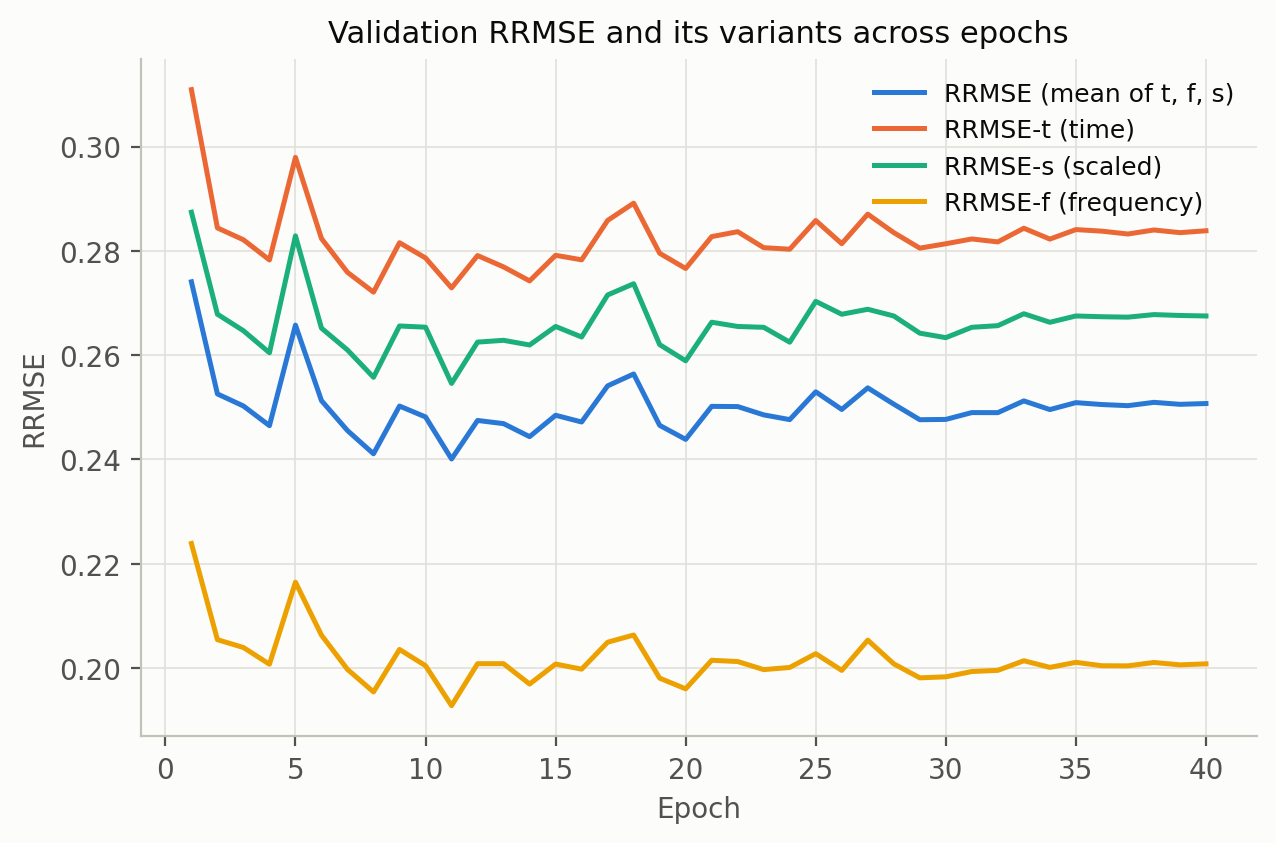 Validation RRMSE and its variants across epochs
RRMSE (mean of t, f, s)
RRMSE-t (time)
RRMSE-s (scaled)
RRMSE-f (frequency)
RRMSE
0.30
0.28
0.26
0.24
0.22
0.20
0 5 10 15 20 25 30 35 40
Epoch